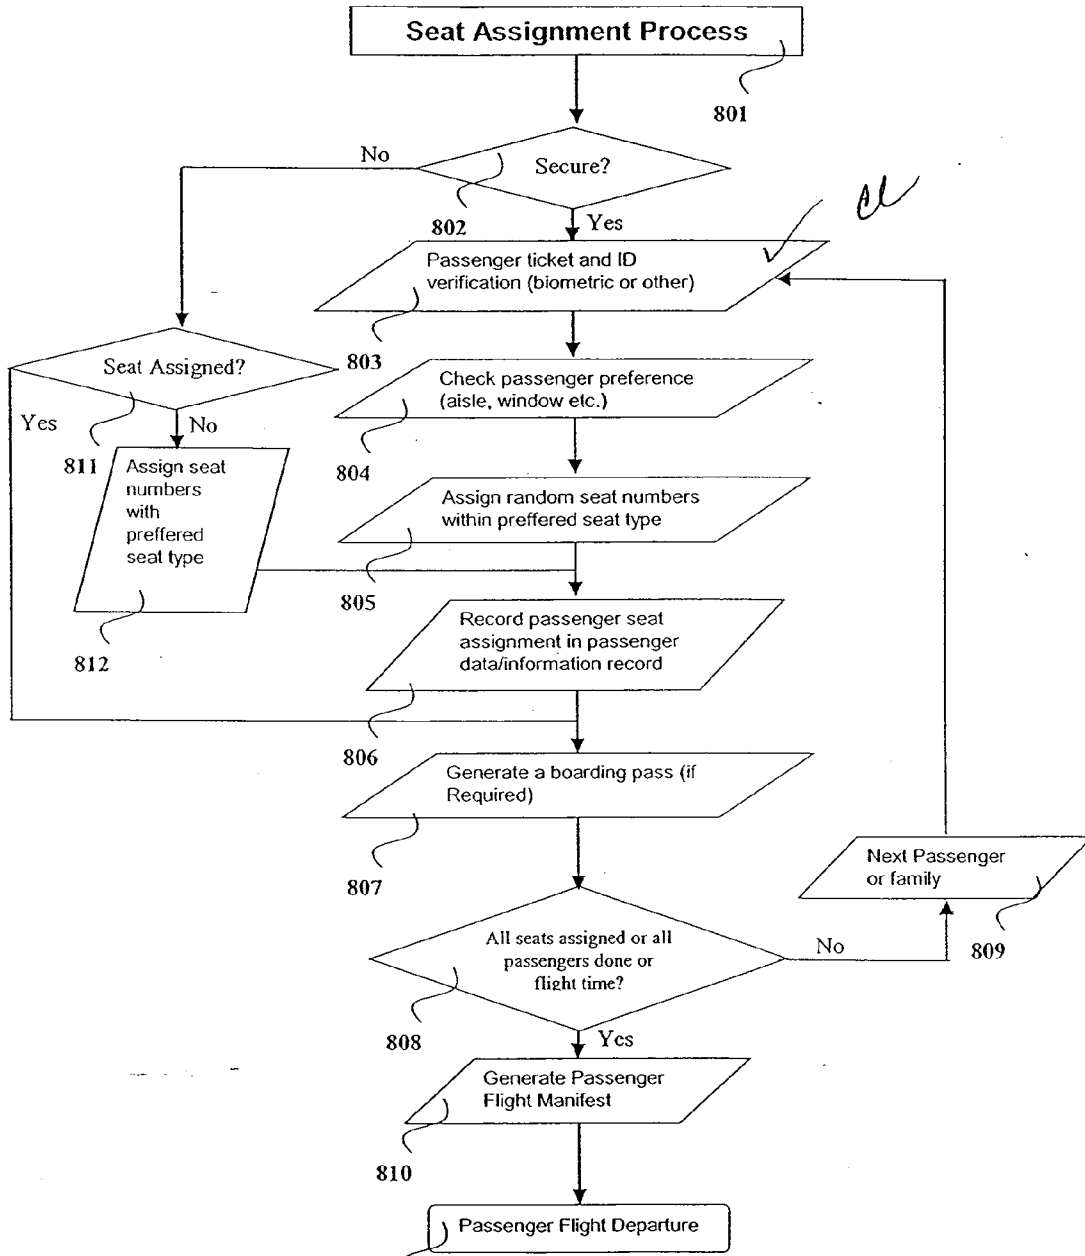 Seat Assignment Process
801
No
Secure?
802
Yes
Passenger ticket and ID
verification (biometric or other)
803
Seat Assigned?
Check passenger preference
(aisle, window etc.)
Yes
No
811
804
Assign seat
numbers
with
preffered
seat type
Assign random seat numbers
within preffered seat type
805
812
Record passenger seat
assignment in passenger
data/information record
806
Generate a boarding pass (if
Required)
807
Next Passenger
or family
809
All seats assigned or all
passengers done or
flight time?
No
808
Yes
Generate Passenger
Flight Manifest
810
Passenger Flight Departure